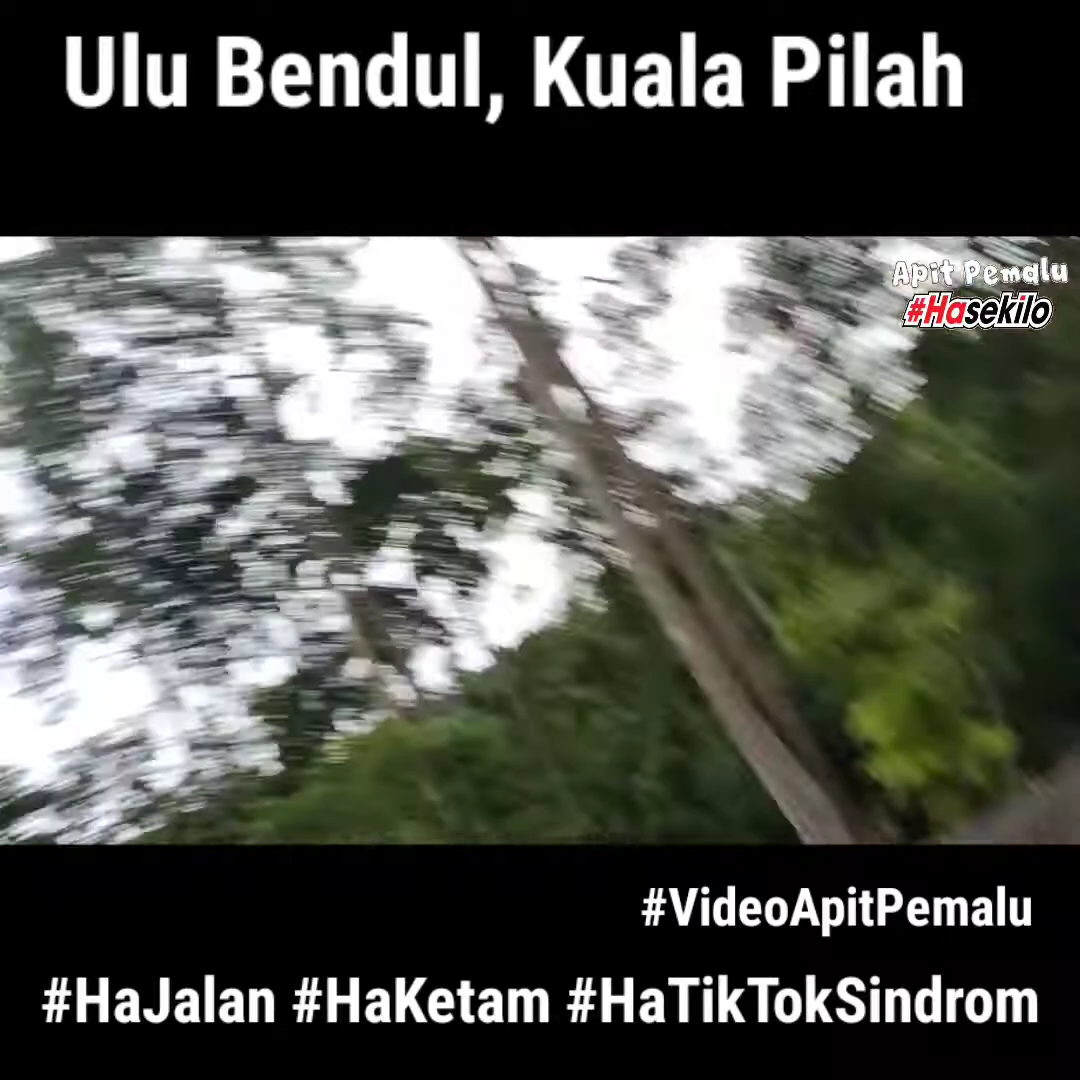 Ulu Bendul, Kuala Pilah
Apit Pemalu
#Hasekilo
#VideoApitPemalu
#HaJalan #HaKetam #HaTikTokSindrom